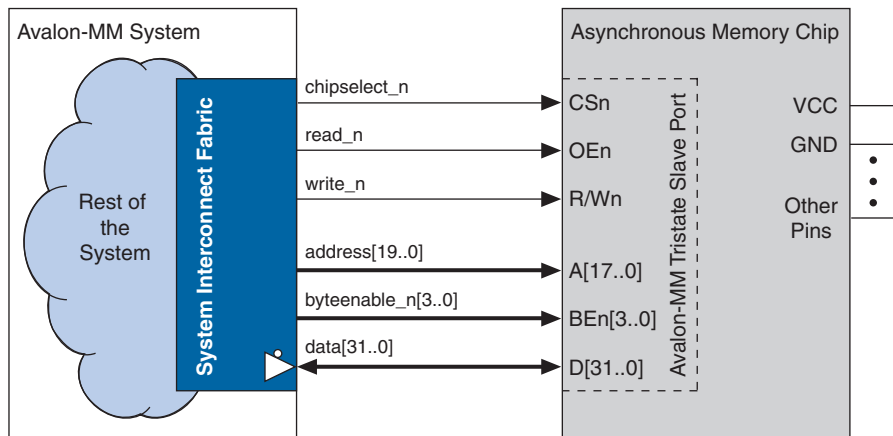 Avalon-MM System
Asynchronous Memory Chip
Rest of
the
System
System Interconnect Fabric
chipselect_n
read_n
write_n
address[19..0]
byteenable_n[3..0]
data[31..0]
CSn
OEn
R/Wn
A[17..0]
BEn[3..0]
D[31..0]
Avalon-MM Tristate Slave Port
VCC
GND
Other
Pins